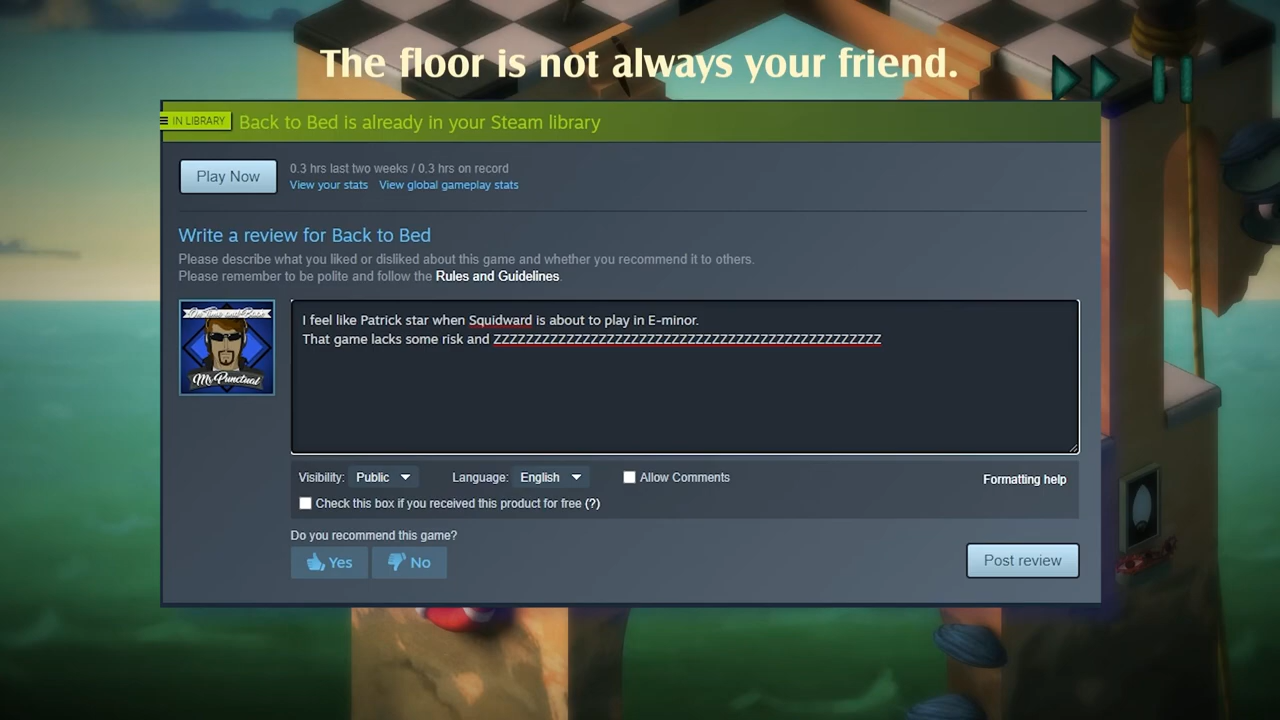 The floor is not always your friend.
IN LIBRARY
Back to Bed is already in your Steam library
Play Now
0.3 hrs last two weeks / 0.3 hrs on record
View your stats View global gameplay stats
Write a review for Back to Bed
Please describe what you liked or disliked about this game and whether you recommend it to others.
Please remember to be polite and follow the Rules and Guidelines.
On Time and Back
Mr Punctual
I feel like Patrick star when Squidward is about to play in E-minor.
That game lacks some risk and ZZZZZZZZZZZZZZZZZZZZZZZZZZZZZZZZZZZZZZZZZZZZZZZZ
Visibility: Public Language: English Allow Comments Formatting help
Check this box if you received this product for free (?)
Do you recommend this game?
Yes No
Post review